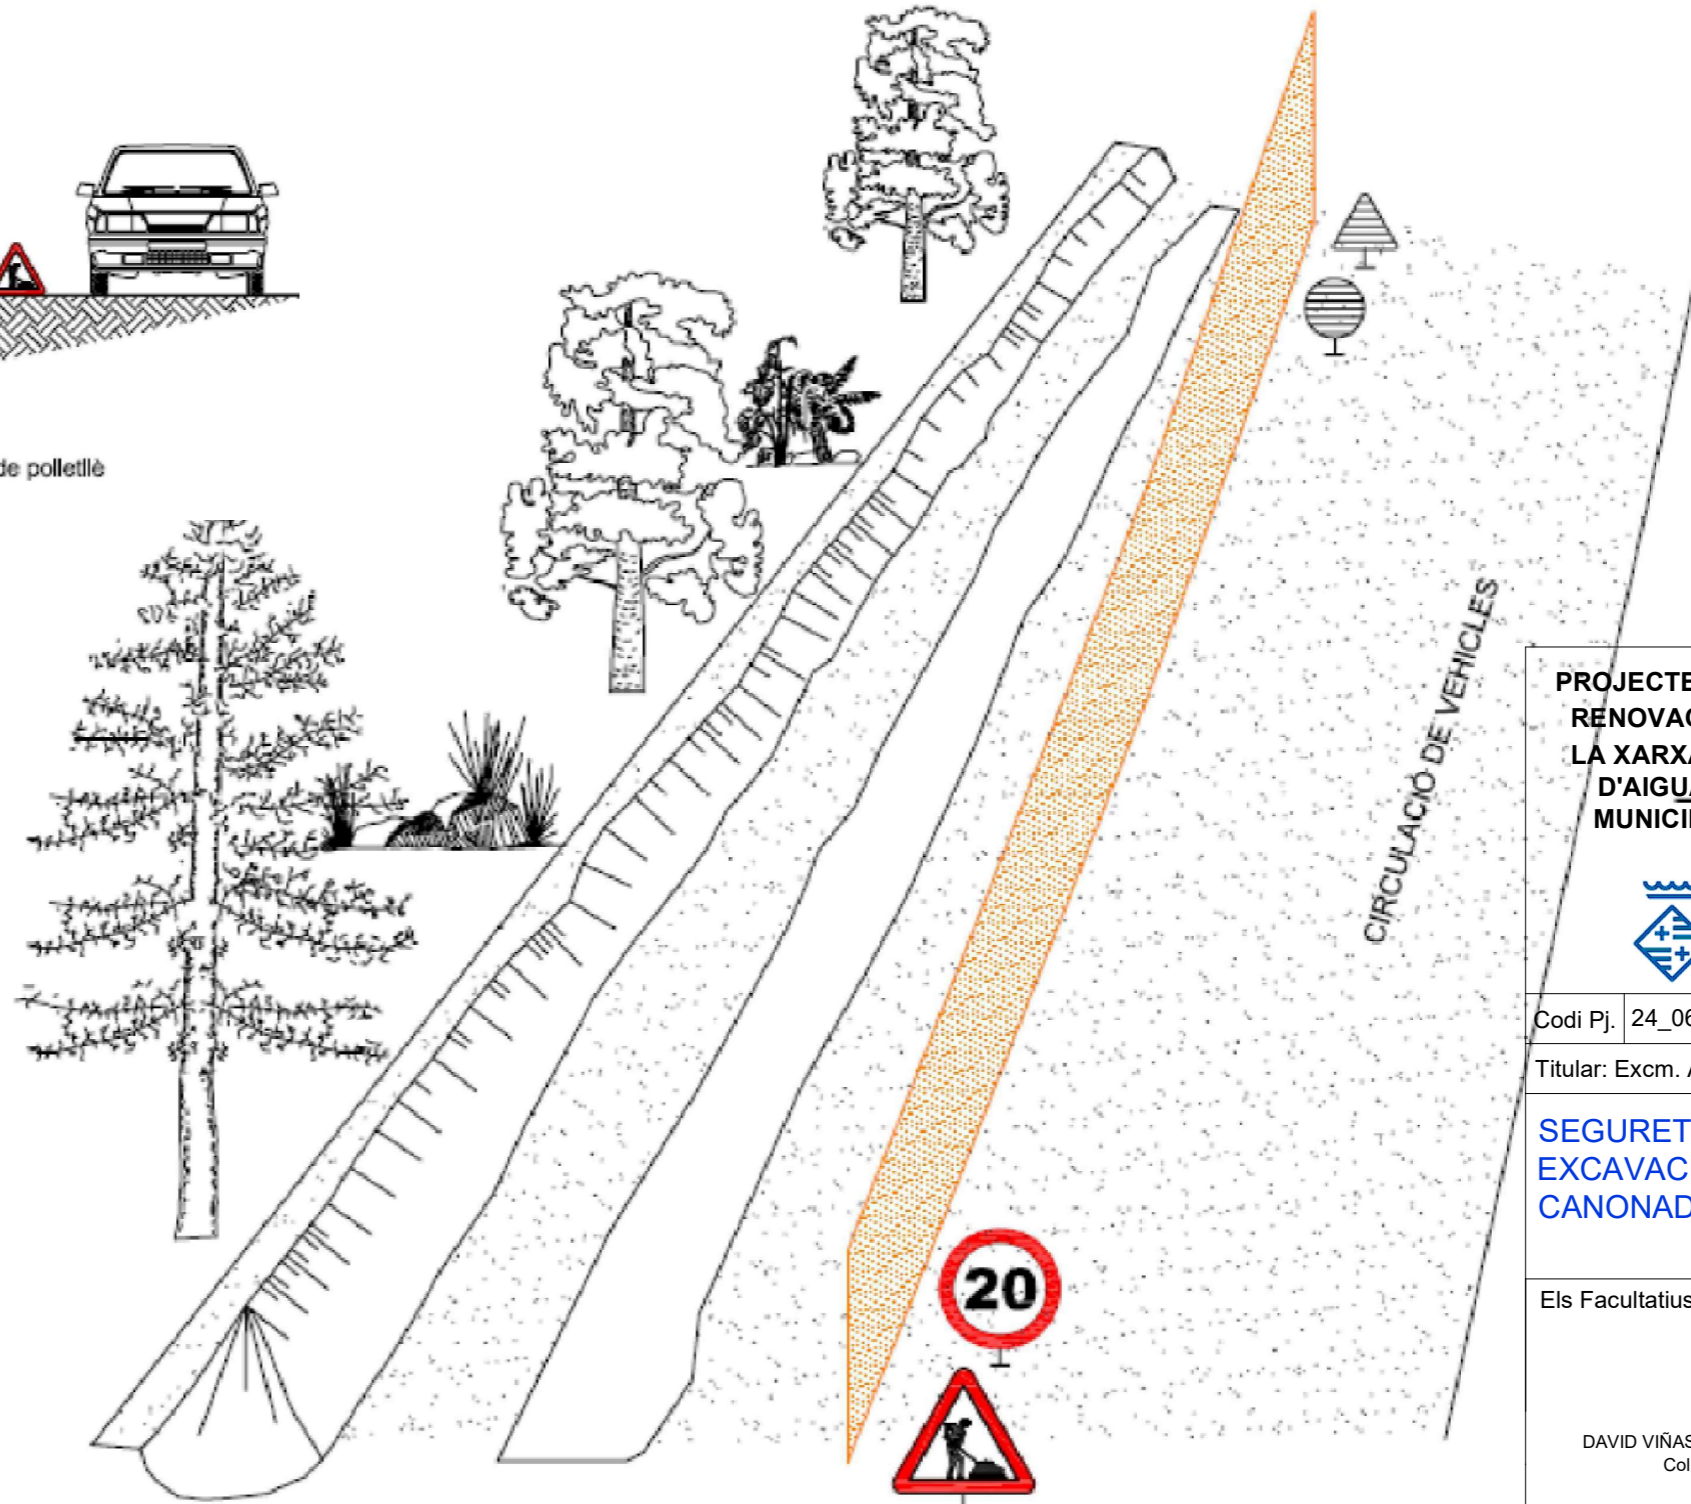 de polletllè
CIRCULACIÓ DE VEHICLES
20
PROJECTE
RENOVAC
LA XARXA
D'AIGUA
MUNICI
Codi Pj. 24_06
Titular: Excm. A
SEGURET
EXCAVAC
CANONAD
Els Facultatius
DAVID VIÑAS
Col